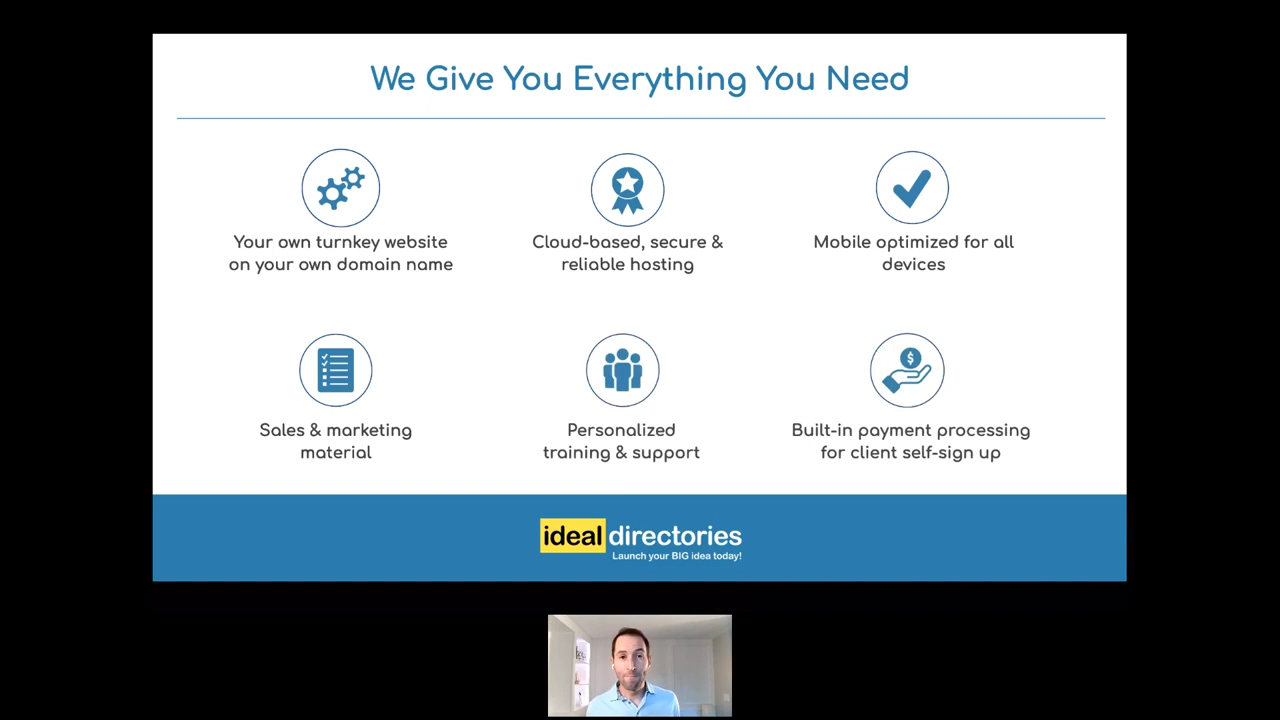 We Give You Everything You Need
Your own turnkey website
on your own domain name
Cloud-based, secure &
reliable hosting
Mobile optimized for all
devices
Sales & marketing
material
Personalized
training & support
Built-in payment processing
for client self-sign up
$
ideal directories
Launch your BIG idea today!